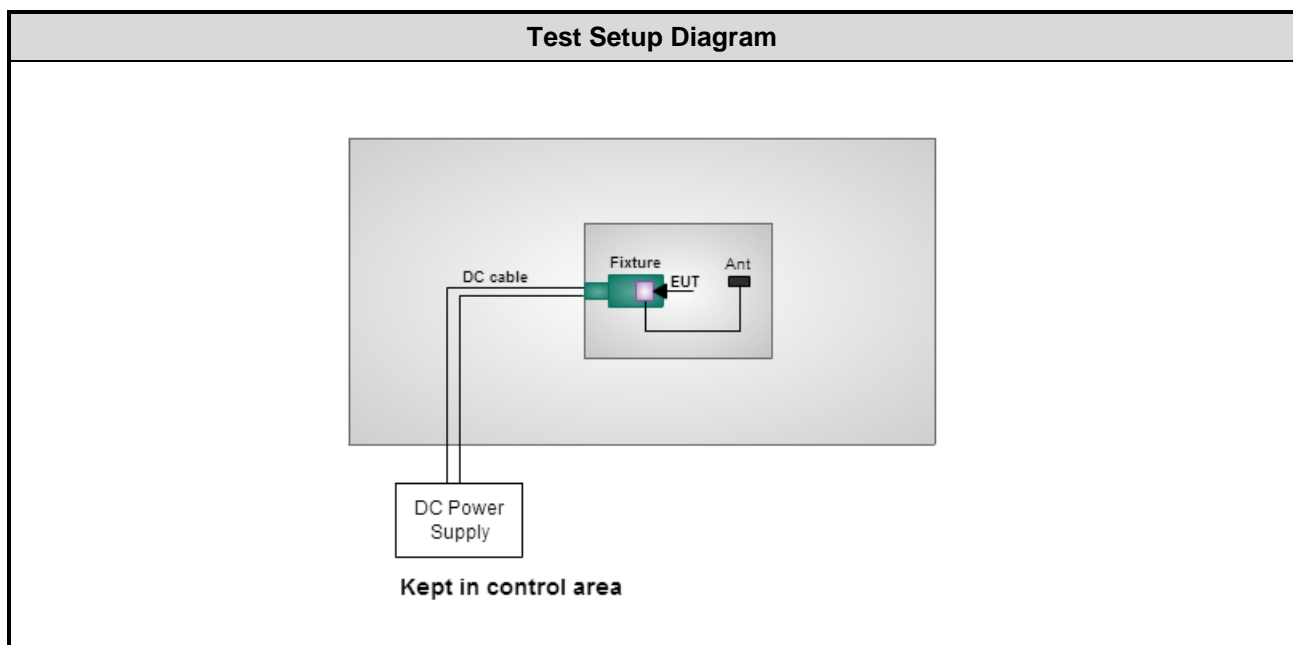 Test Setup Diagram
Fixture
Ant
DC cable
EUT
DC Power
Supply
Kept in control area